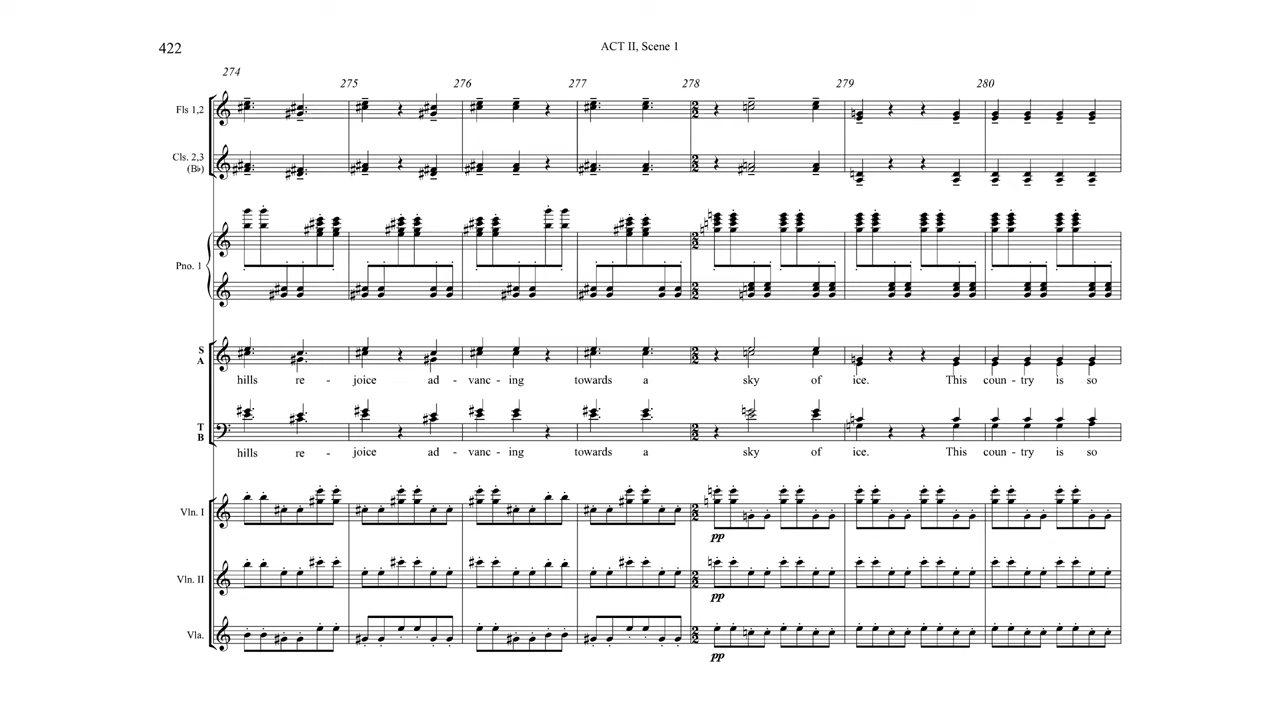 422
ACT II, Scene 1
274 275 276 277 278 279 280
Fls 1,2
Cls. 2,3
(B♭)
Pno. 1
S
A
hills re - joice ad - vanc - ing towards a sky of ice. This coun - try is so
T
B
hills re - joice ad - vanc - ing towards a sky of ice. This coun - try is so
Vln. I
pp
Vln. II
pp
Vla.
pp